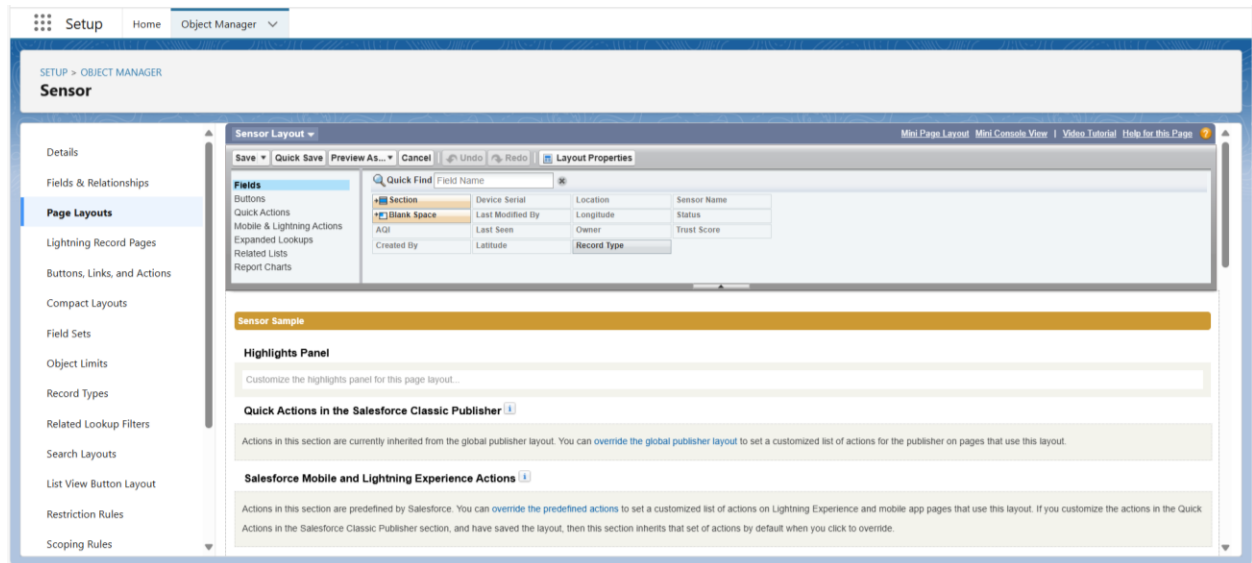 Setup Home Object Manager
SETUP > OBJECT MANAGER
Sensor
Details
Fields & Relationships
Page Layouts
Lightning Record Pages
Buttons, Links, and Actions
Compact Layouts
Field Sets
Object Limits
Record Types
Related Lookup Filters
Search Layouts
List View Button Layout
Restriction Rules
Scoping Rules
Sensor Layout Mini Page Layout Mini Console View | Video Tutorial Help for this Page ?
Save Quick Save Preview As... Cancel Undo Redo Layout Properties
Fields
Buttons
Quick Actions
Mobile & Lightning Actions
Expanded Lookups
Related Lists
Report Charts
Quick Find Field Name
Section Device Serial Location Sensor Name
Blank Space Last Modified By Longitude Status
AQI Last Seen Owner Trust Score
Created By Latitude Record Type
Sensor Sample
Highlights Panel
Customize the highlights panel for this page layout...
Quick Actions in the Salesforce Classic Publisher i
Actions in this section are currently inherited from the global publisher layout. You can override the global publisher layout to set a customized list of actions for the publisher on pages that use this layout.
Salesforce Mobile and Lightning Experience Actions i
Actions in this section are predefined by Salesforce. You can override the predefined actions to set a customized list of actions on Lightning Experience and mobile app pages that use this layout. If you customize the actions in the Quick
Actions in the Salesforce Classic Publisher section, and have saved the layout, then this section inherits that set of actions by default when you click to override.